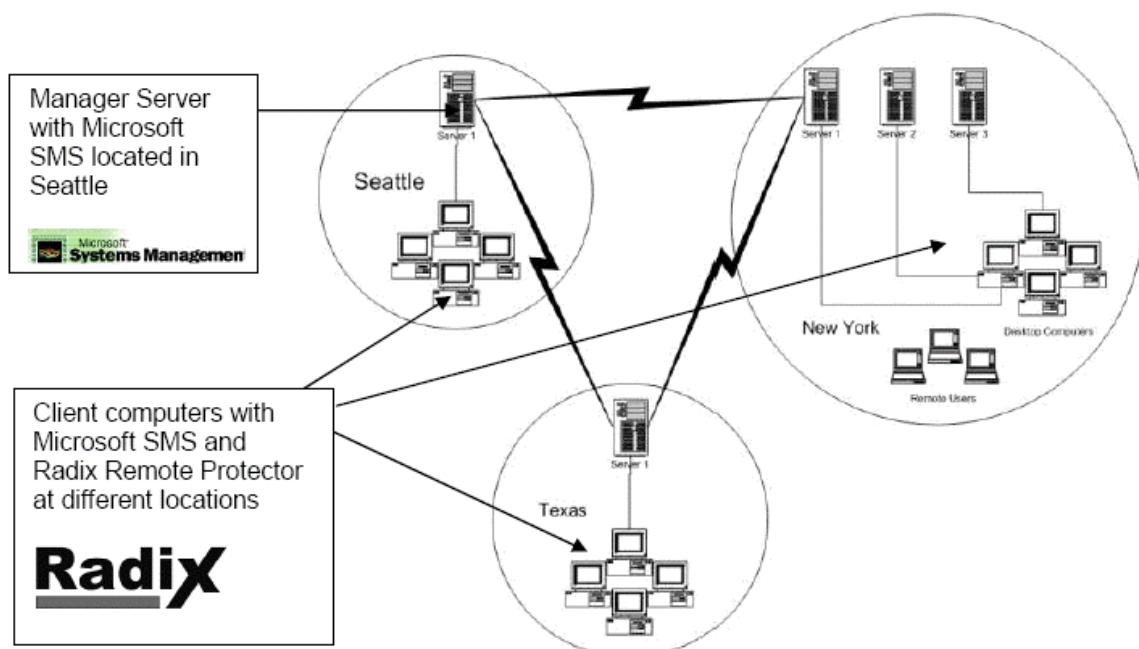 Manager Server
with Microsoft
SMS located in
Seattle
Microsoft
Systems Managemen
Server 1
Seattle
Server 1
Server 2
Server 3
New York
Desktop Computers
Remote Users
Client computers with
Microsoft SMS and
Radix Remote Protector
at different locations
Radix
Server 1
Texas